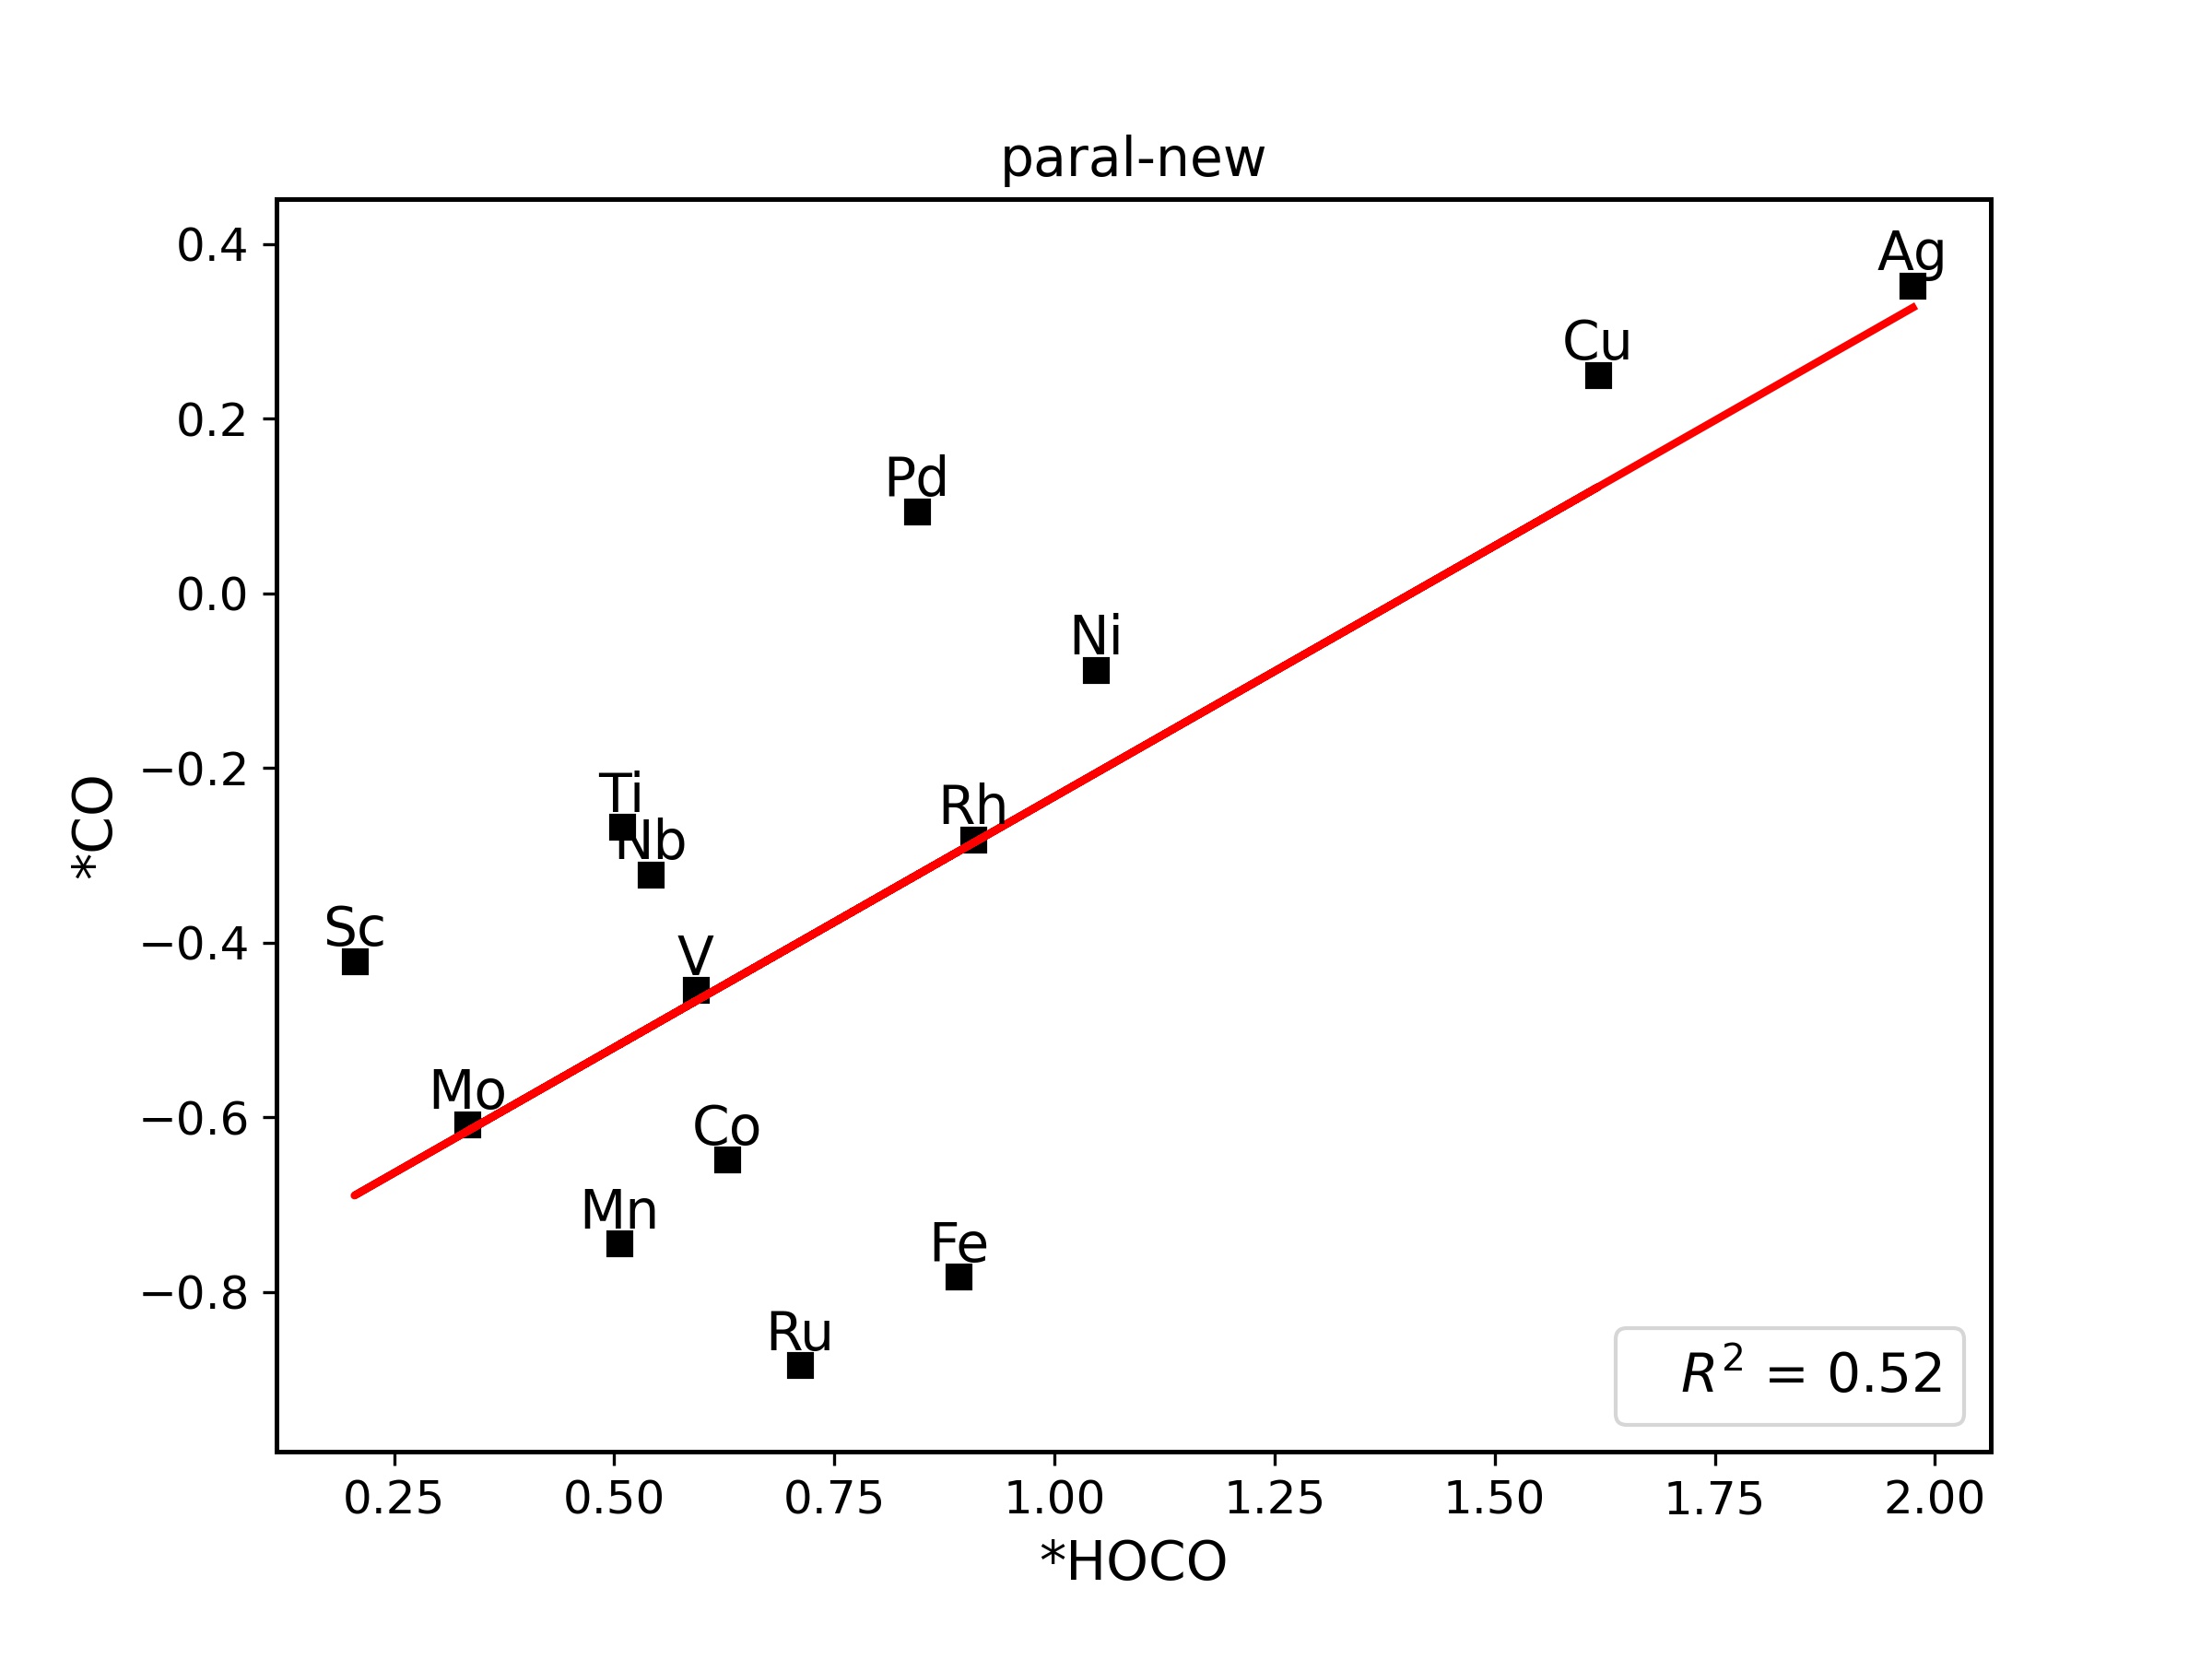 paral-new
0.4
0.2
0.0
−0.2
−0.4
−0.6
−0.8
*CO
Ag
Cu
Pd
Ni
Ti
Rh
Nb
Sc
V
Mo
Co
Mn
Fe
Ru
R² = 0.52
0.25 0.50 0.75 1.00 1.25 1.50 1.75 2.00
*HOCO